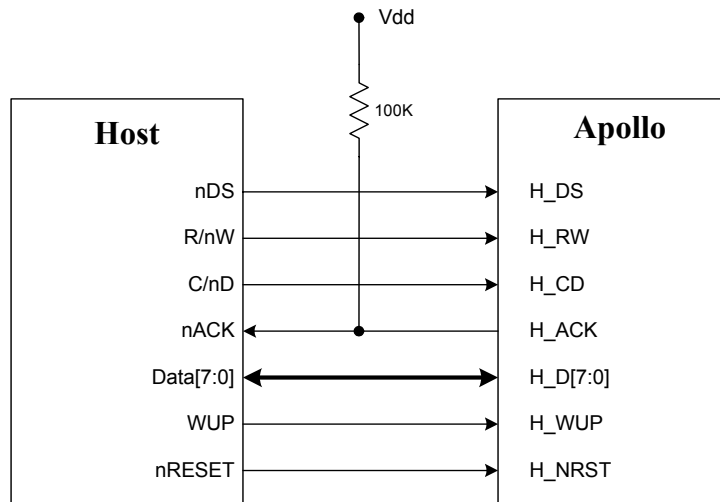 Vdd
100K
Host
Apollo
nDS
H_DS
R/nW
H_RW
C/nD
H_CD
nACK
H_ACK
Data[7:0]
H_D[7:0]
WUP
H_WUP
nRESET
H_NRST